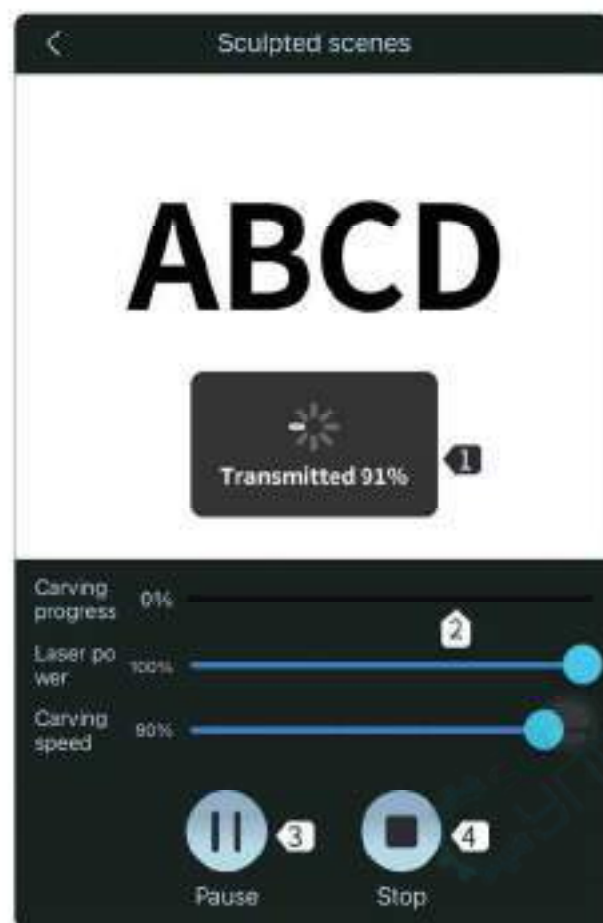 Sculpted scenes
ABCD
Transmitted 91%
1
Carving
progress
0%
2
Laser po
wer
100%
Carving
speed
90%
3
4
Pause
Stop